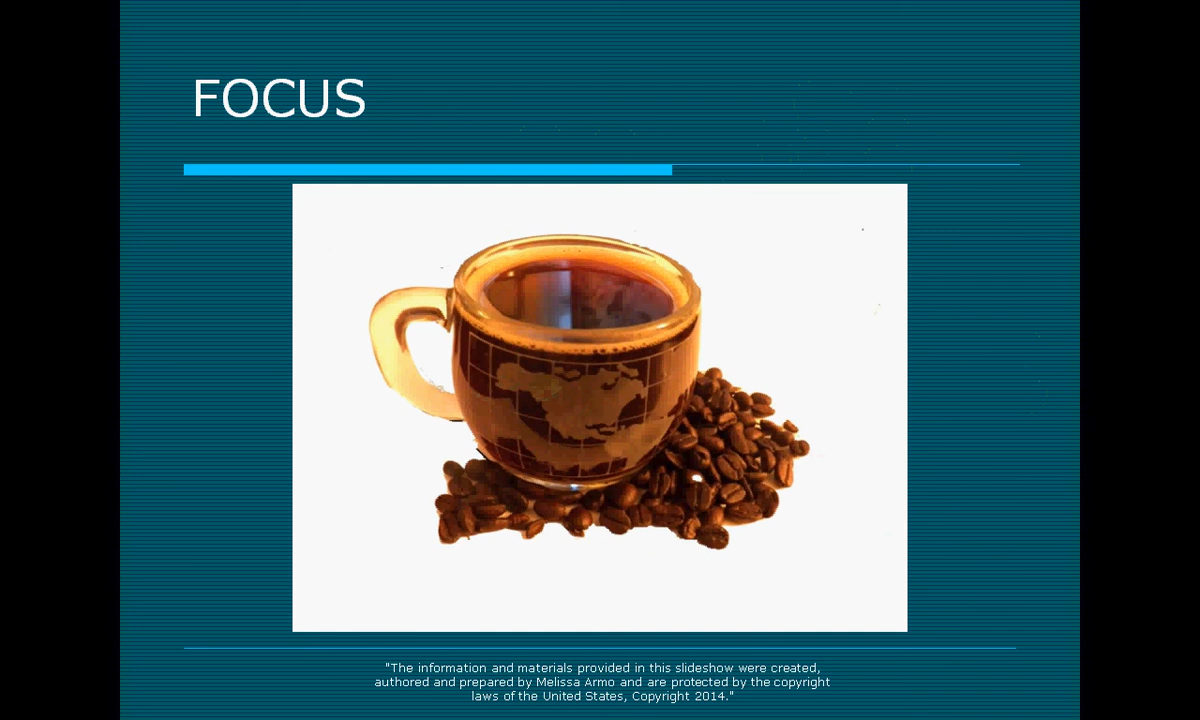 FOCUS
"The information and materials provided in this slideshow were created,
authored and prepared by Melissa Armo and are protected by the copyright
laws of the United States, Copyright 2014."